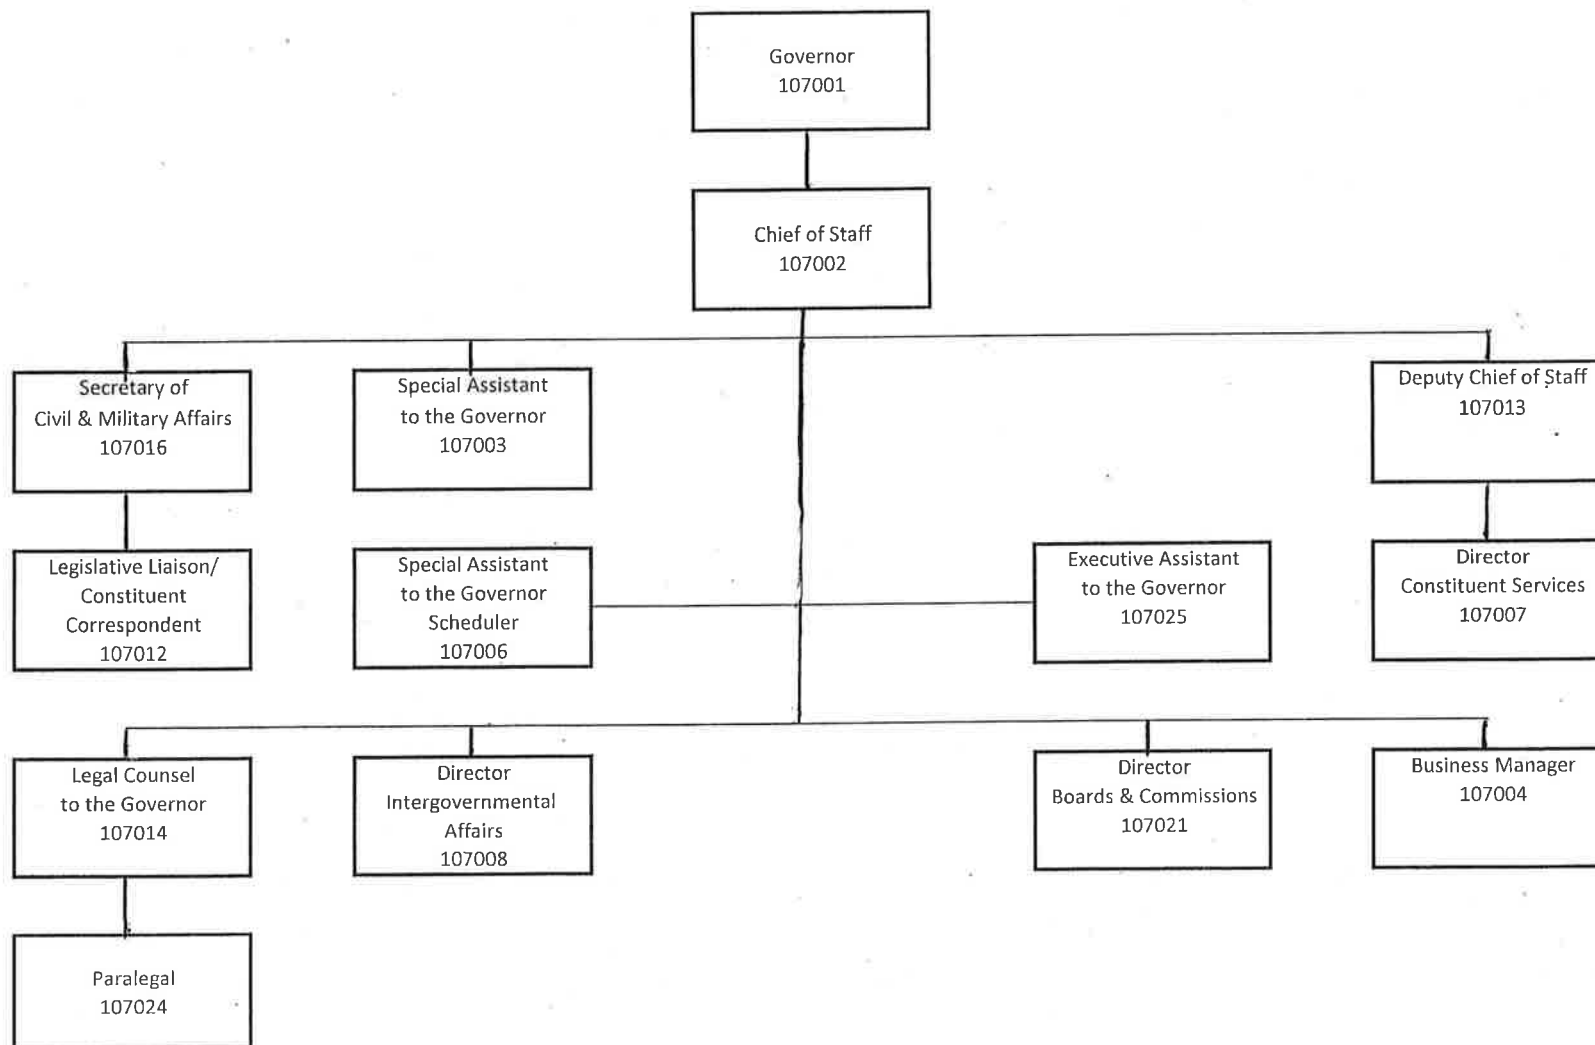 Governor
107001
Chief of Staff
107002
Secretary of
Civil & Military Affairs
107016
Special Assistant
to the Governor
107003
Deputy Chief of Staff
107013
Legislative Liaison/
Constituent
Correspondent
107012
Special Assistant
to the Governor
Scheduler
107006
Executive Assistant
to the Governor
107025
Director
Constituent Services
107007
Legal Counsel
to the Governor
107014
Director
Intergovernmental
Affairs
107008
Director
Boards & Commissions
107021
Business Manager
107004
Paralegal
107024